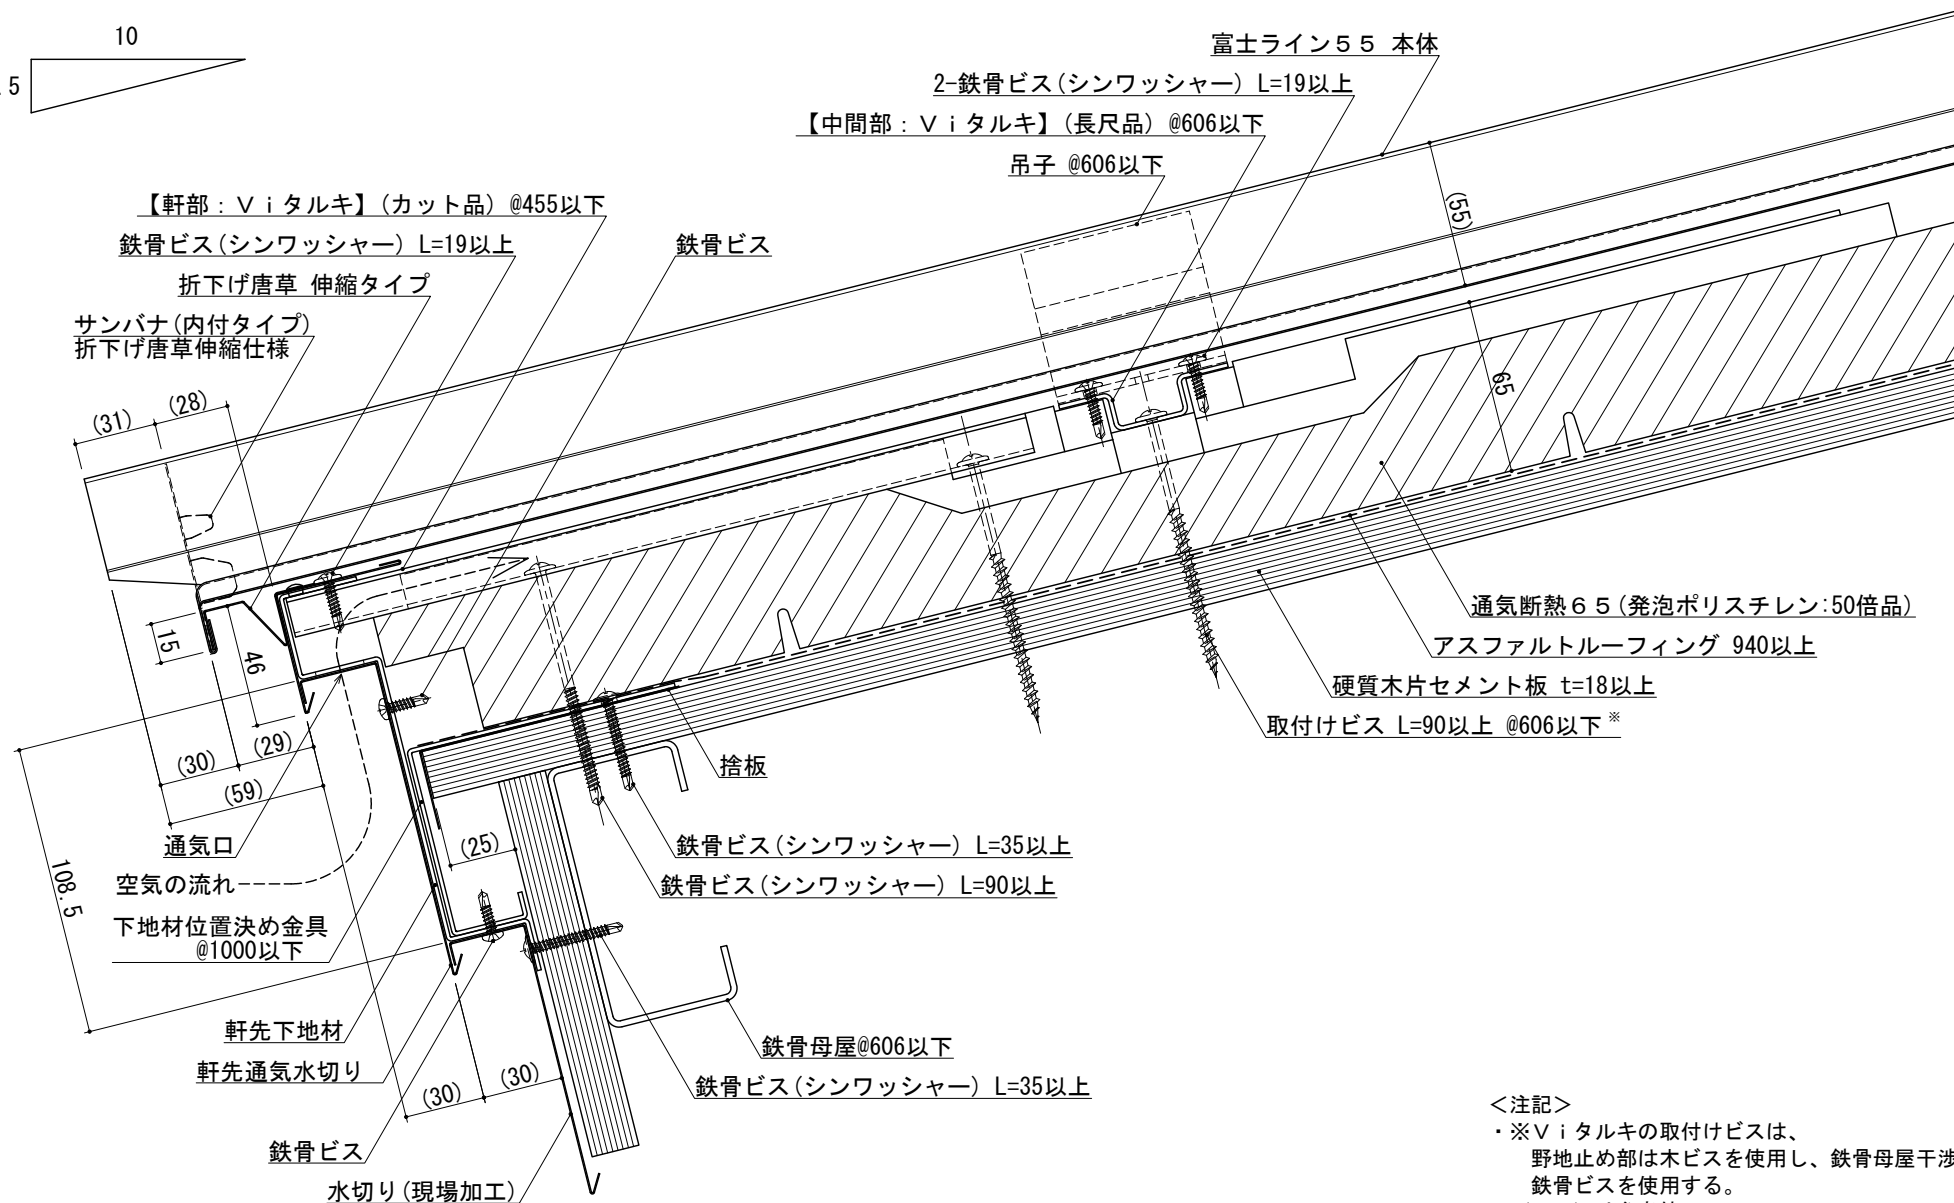 10
.5
富士ライン５５ 本体
2-鉄骨ビス(シンワッシャー) L=19以上
【中間部：Ｖｉタルキ】(長尺品) @606以下
吊子 @606以下
【軒部：Ｖｉタルキ】(カット品) @455以下
鉄骨ビス(シンワッシャー) L=19以上
鉄骨ビス
折下げ唐草 伸縮タイプ
サンバナ(内付タイプ)
折下げ唐草伸縮仕様
(55)
65
(31)
(28)
15
46
(30)
(29)
(59)
108.5
通気断熱６５(発泡ポリスチレン:50倍品)
アスファルトルーフィング 940以上
硬質木片セメント板 t=18以上
取付けビス L=90以上 @606以下※
捨板
通気口
空気の流れ
(25)
鉄骨ビス(シンワッシャー) L=35以上
鉄骨ビス(シンワッシャー) L=90以上
下地材位置決め金具
@1000以下
軒先下地材
軒先通気水切り
鉄骨母屋@606以下
鉄骨ビス(シンワッシャー) L=35以上
(30)
(30)
鉄骨ビス
水切り(現場加工)
＜注記＞
・※Ｖｉタルキの取付けビスは、
野地止め部は木ビスを使用し、鉄骨母屋干渉
鉄骨ビスを使用する。